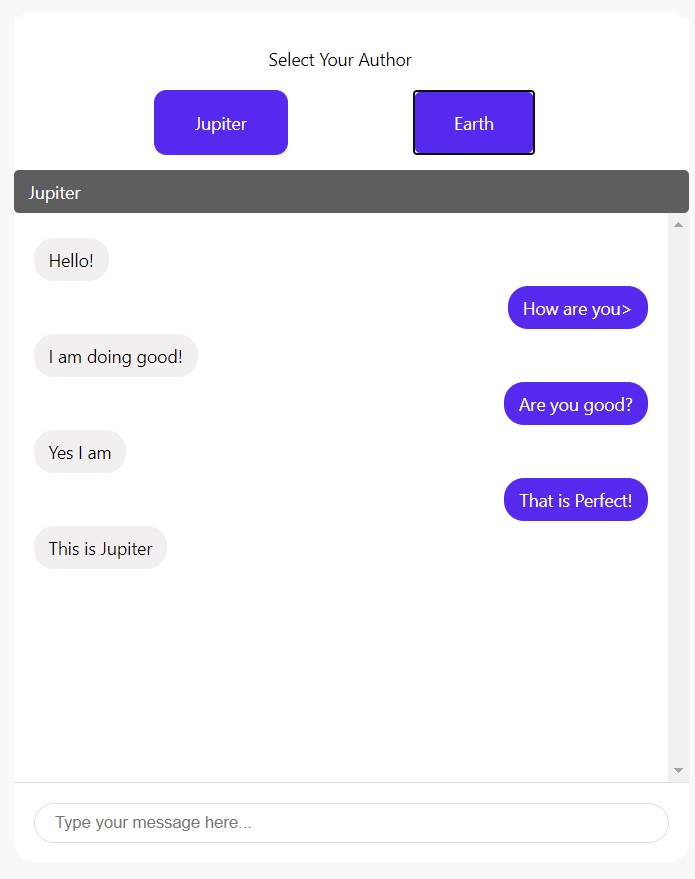 Select Your Author
Jupiter Earth
Jupiter
Hello!
How are you>
I am doing good!
Are you good?
Yes I am
That is Perfect!
This is Jupiter
Type your message here...